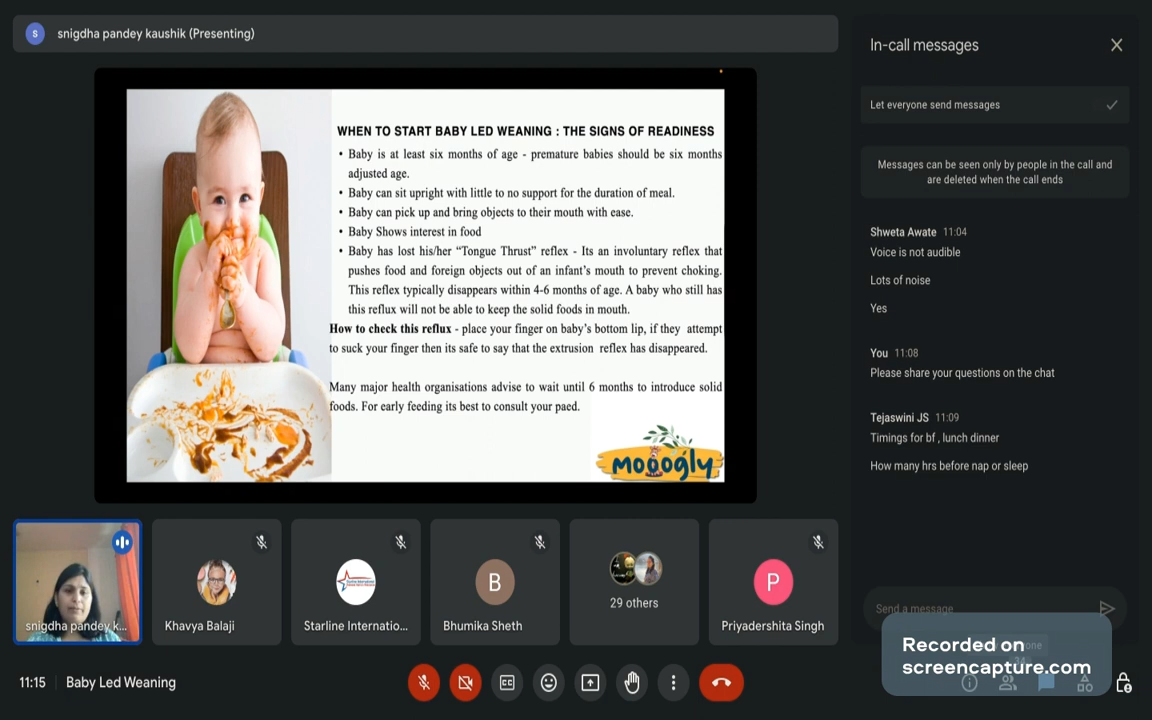 S
snigdha pandey kaushik (Presenting)
WHEN TO START BABY LED WEANING : THE SIGNS OF READINESS
• Baby is at least six months of age - premature babies should be six months
adjusted age.
• Baby can sit upright with little to no support for the duration of meal.
• Baby can pick up and bring objects to their mouth with ease.
• Baby Shows interest in food
• Baby has lost his/her “Tongue Thrust” reflex - Its an involuntary reflex that
pushes food and foreign objects out of an infant’s mouth to prevent choking.
This reflex typically disappears within 4-6 months of age. A baby who still has
this reflux will not be able to keep the solid foods in mouth.
How to check this reflux - place your finger on baby’s bottom lip, if they attempt
to suck your finger then its safe to say that the extrusion reflex has disappeared.
Many major health organisations advise to wait until 6 months to introduce solid
foods. For early feeding its best to consult your paed.
mooogly
snigdha pandey k...
Khavya Balaji
Starline Internatio...
B
Bhumika Sheth
29 others
P
Priyadershita Singh
11:15
Baby Led Weaning
In-call messages
Let everyone send messages
Messages can be seen only by people in the call and
are deleted when the call ends
Shweta Awate 11:04
Voice is not audible
Lots of noise
Yes
You 11:08
Please share your questions on the chat
Tejaswini JS 11:09
Timings for bf , lunch dinner
How many hrs before nap or sleep
Send a message
Recorded on
screencapture.com